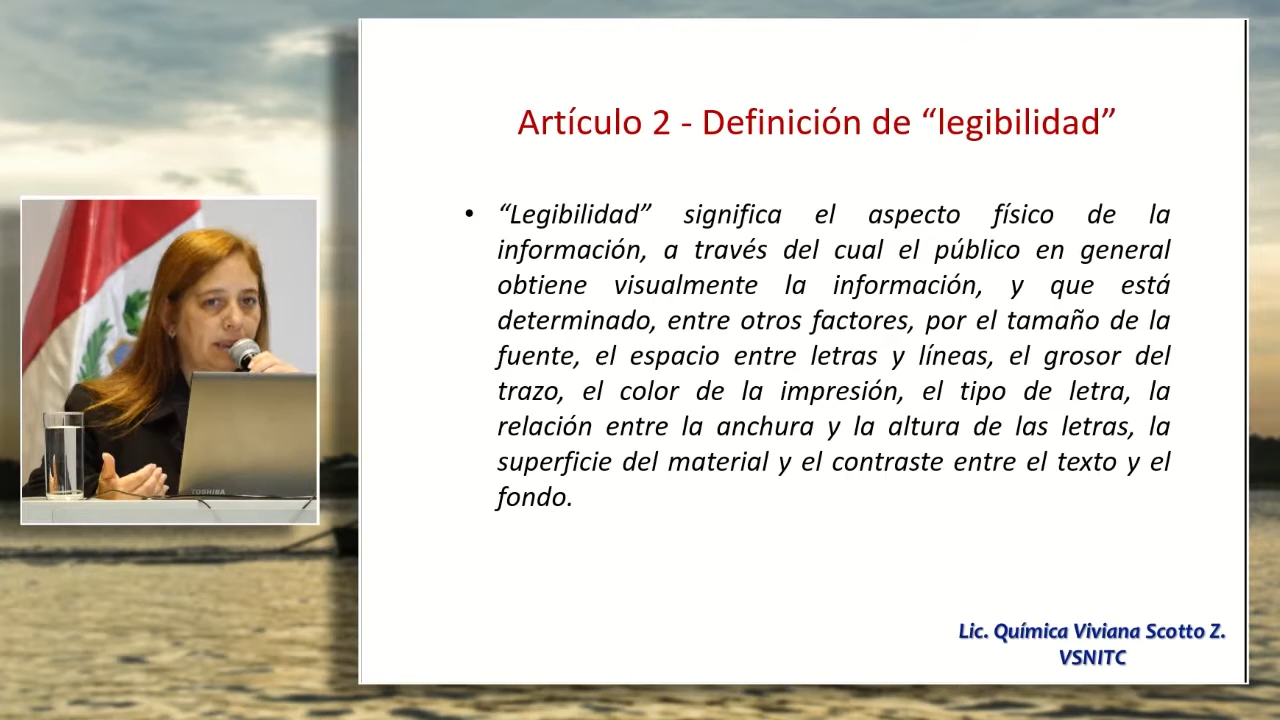 Artículo 2 - Definición de “legibilidad”
• “Legibilidad” significa el aspecto físico de la
información, a través del cual el público en general
obtiene visualmente la información, y que está
determinado, entre otros factores, por el tamaño de la
fuente, el espacio entre letras y líneas, el grosor del
trazo, el color de la impresión, el tipo de letra, la
relación entre la anchura y la altura de las letras, la
superficie del material y el contraste entre el texto y el
fondo.
TOSHIBA
Lic. Química Viviana Scotto Z.
VSNITC